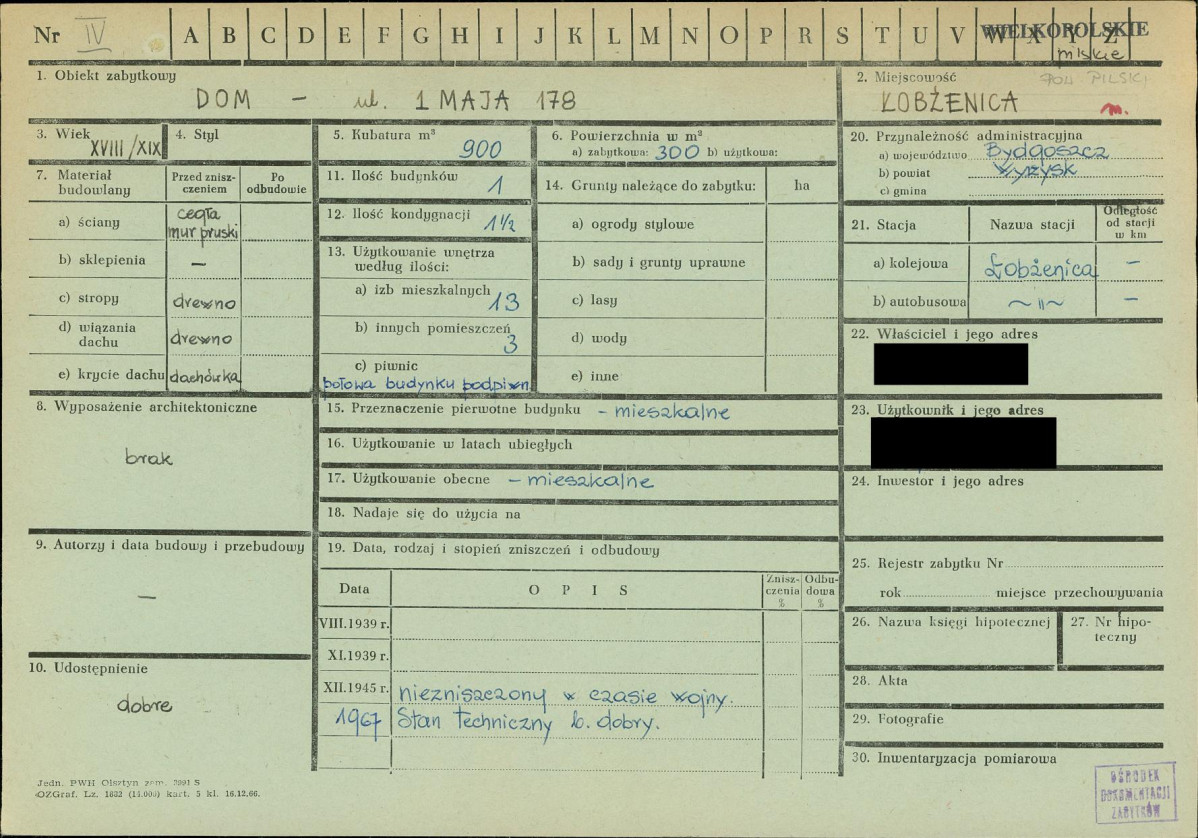 Nr IV A B C D E F G H I J K L M N O P R S T U V W X Y Z
WIELKOPOLSKIE
pilskie
1. Obiekt zabytkowy
DOM – ul. 1 MAJA 178
2. Miejscowość
POW PILSKI
ŁOBŻENICA
m.
3. Wiek
XVIII/XIX
4. Styl
5. Kubatura m³
900
6. Powierzchnia w m²
a) zabytkowa: 300 b) użytkowa:
7. Materiał budowlany
Przed zniszczeniem
Po odbudowie
a) ściany
cegła
mur pruski
b) sklepienia
–
c) stropy
drewno
d) wiązania dachu
drewno
e) krycie dachu
dachówka
8. Wyposażenie architektoniczne
brak
9. Autorzy i data budowy i przebudowy
—
10. Udostępnienie
dobre
11. Ilość budynków
1
12. Ilość kondygnacji
1½
13. Użytkowanie wnętrza według ilości:
a) izb mieszkalnych
13
b) innych pomieszczeń
3
c) piwnic
połowa budynku podpiwn.
14. Grunty należące do zabytku:
ha
a) ogrody stylowe
b) sady i grunty uprawne
c) lasy
d) wody
e) inne
15. Przeznaczenie pierwotne budynku – mieszkalne
16. Użytkowanie w latach ubiegłych
17. Użytkowanie obecne – mieszkalne
18. Nadaje się do użycia na
19. Data, rodzaj i stopień zniszczeń i odbudowy
Data
O P I S
Zniszczenia %
Odbudowa %
VIII.1939 r.
XI.1939 r.
XII.1945 r. niezniszczony w czasie wojny.
1967 Stan techniczny b. dobry.
20. Przynależność administracyjna
a) województwo Bydgoszcz
b) powiat Wyrzysk
c) gmina
21. Stacja
Nazwa stacji
Odległość od stacji w km
a) kolejowa Łobżenica –
b) autobusowa ~ıı~ –
22. Właściciel i jego adres
23. Użytkownik i jego adres
24. Inwestor i jego adres
25. Rejestr zabytku Nr
rok miejsce przechowywania
26. Nazwa księgi hipotecznej
27. Nr hipoteczny
28. Akta
29. Fotografie
30. Inwentaryzacja pomiarowa
Jedn. PWH Olsztyn zam. 3991 S
OZGraf. Lz. 1832 (15.000) kart. 5 kl. 16.12.66.
OŚRODEK
DOKUMENTACJI
ZABYTKÓW